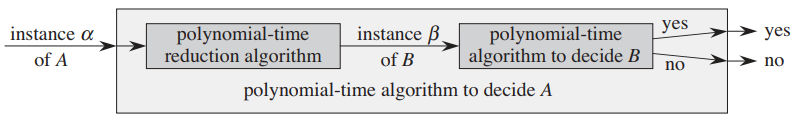 instance α
of A
polynomial-time
reduction algorithm
instance β
of B
polynomial-time
algorithm to decide B
yes
no
yes
no
polynomial-time algorithm to decide A